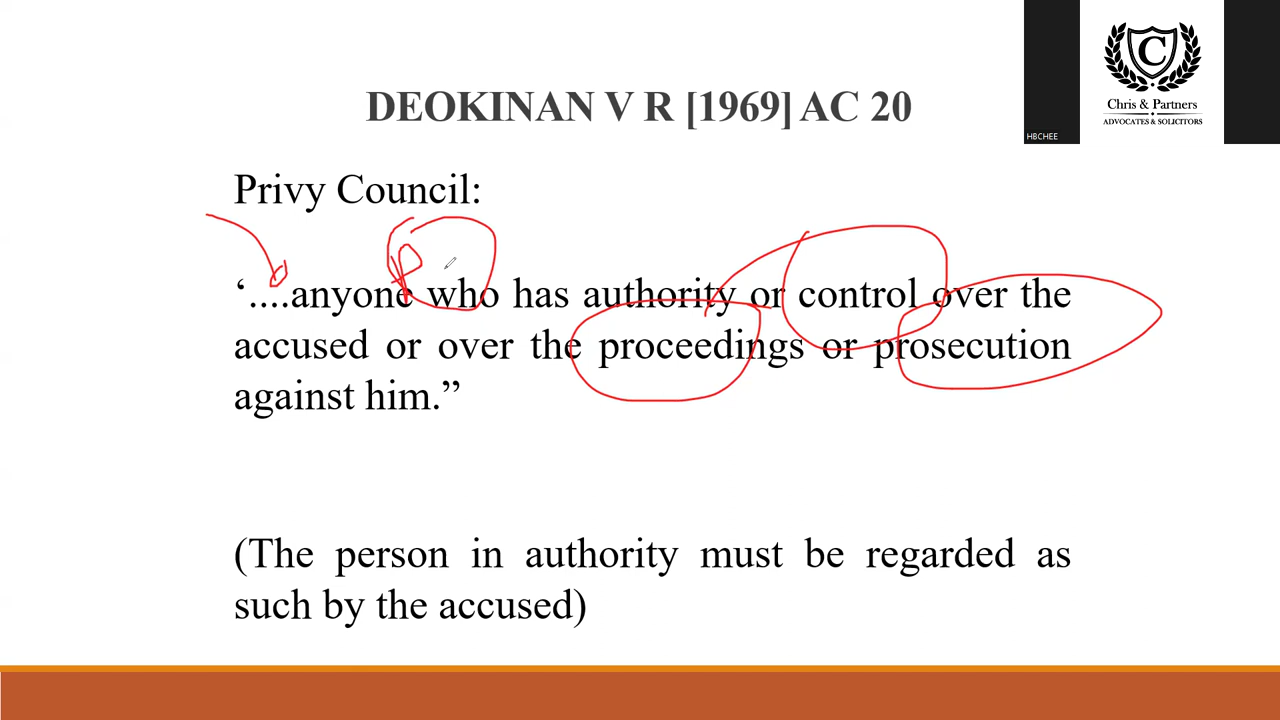 C
Chris & Partners
ADVOCATES & SOLICITORS
HBCHEE
DEOKINAN V R [1969] AC 20
Privy Council:
‘....anyone who has authority or control over the
accused or over the proceedings or prosecution
against him.”
(The person in authority must be regarded as
such by the accused)